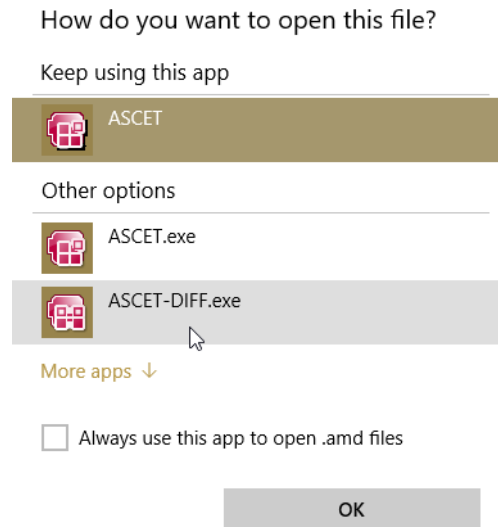 How do you want to open this file?
Keep using this app
ASCET
Other options
ASCET.exe
ASCET-DIFF.exe
More apps ↓
Always use this app to open .amd files
OK